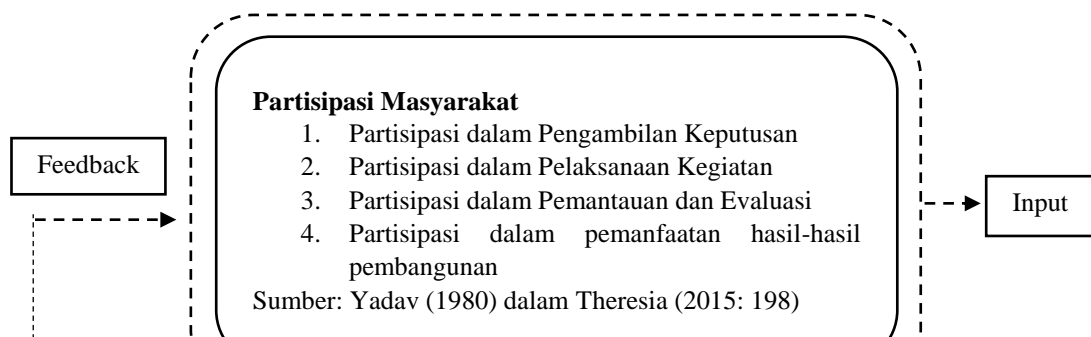 Partisipasi Masyarakat
1. Partisipasi dalam Pengambilan Keputusan
2. Partisipasi dalam Pelaksanaan Kegiatan
3. Partisipasi dalam Pemantauan dan Evaluasi
4. Partisipasi dalam pemanfaatan hasil-hasil
pembangunan
Sumber: Yadav (1980) dalam Theresia (2015: 198)
Feedback
Input